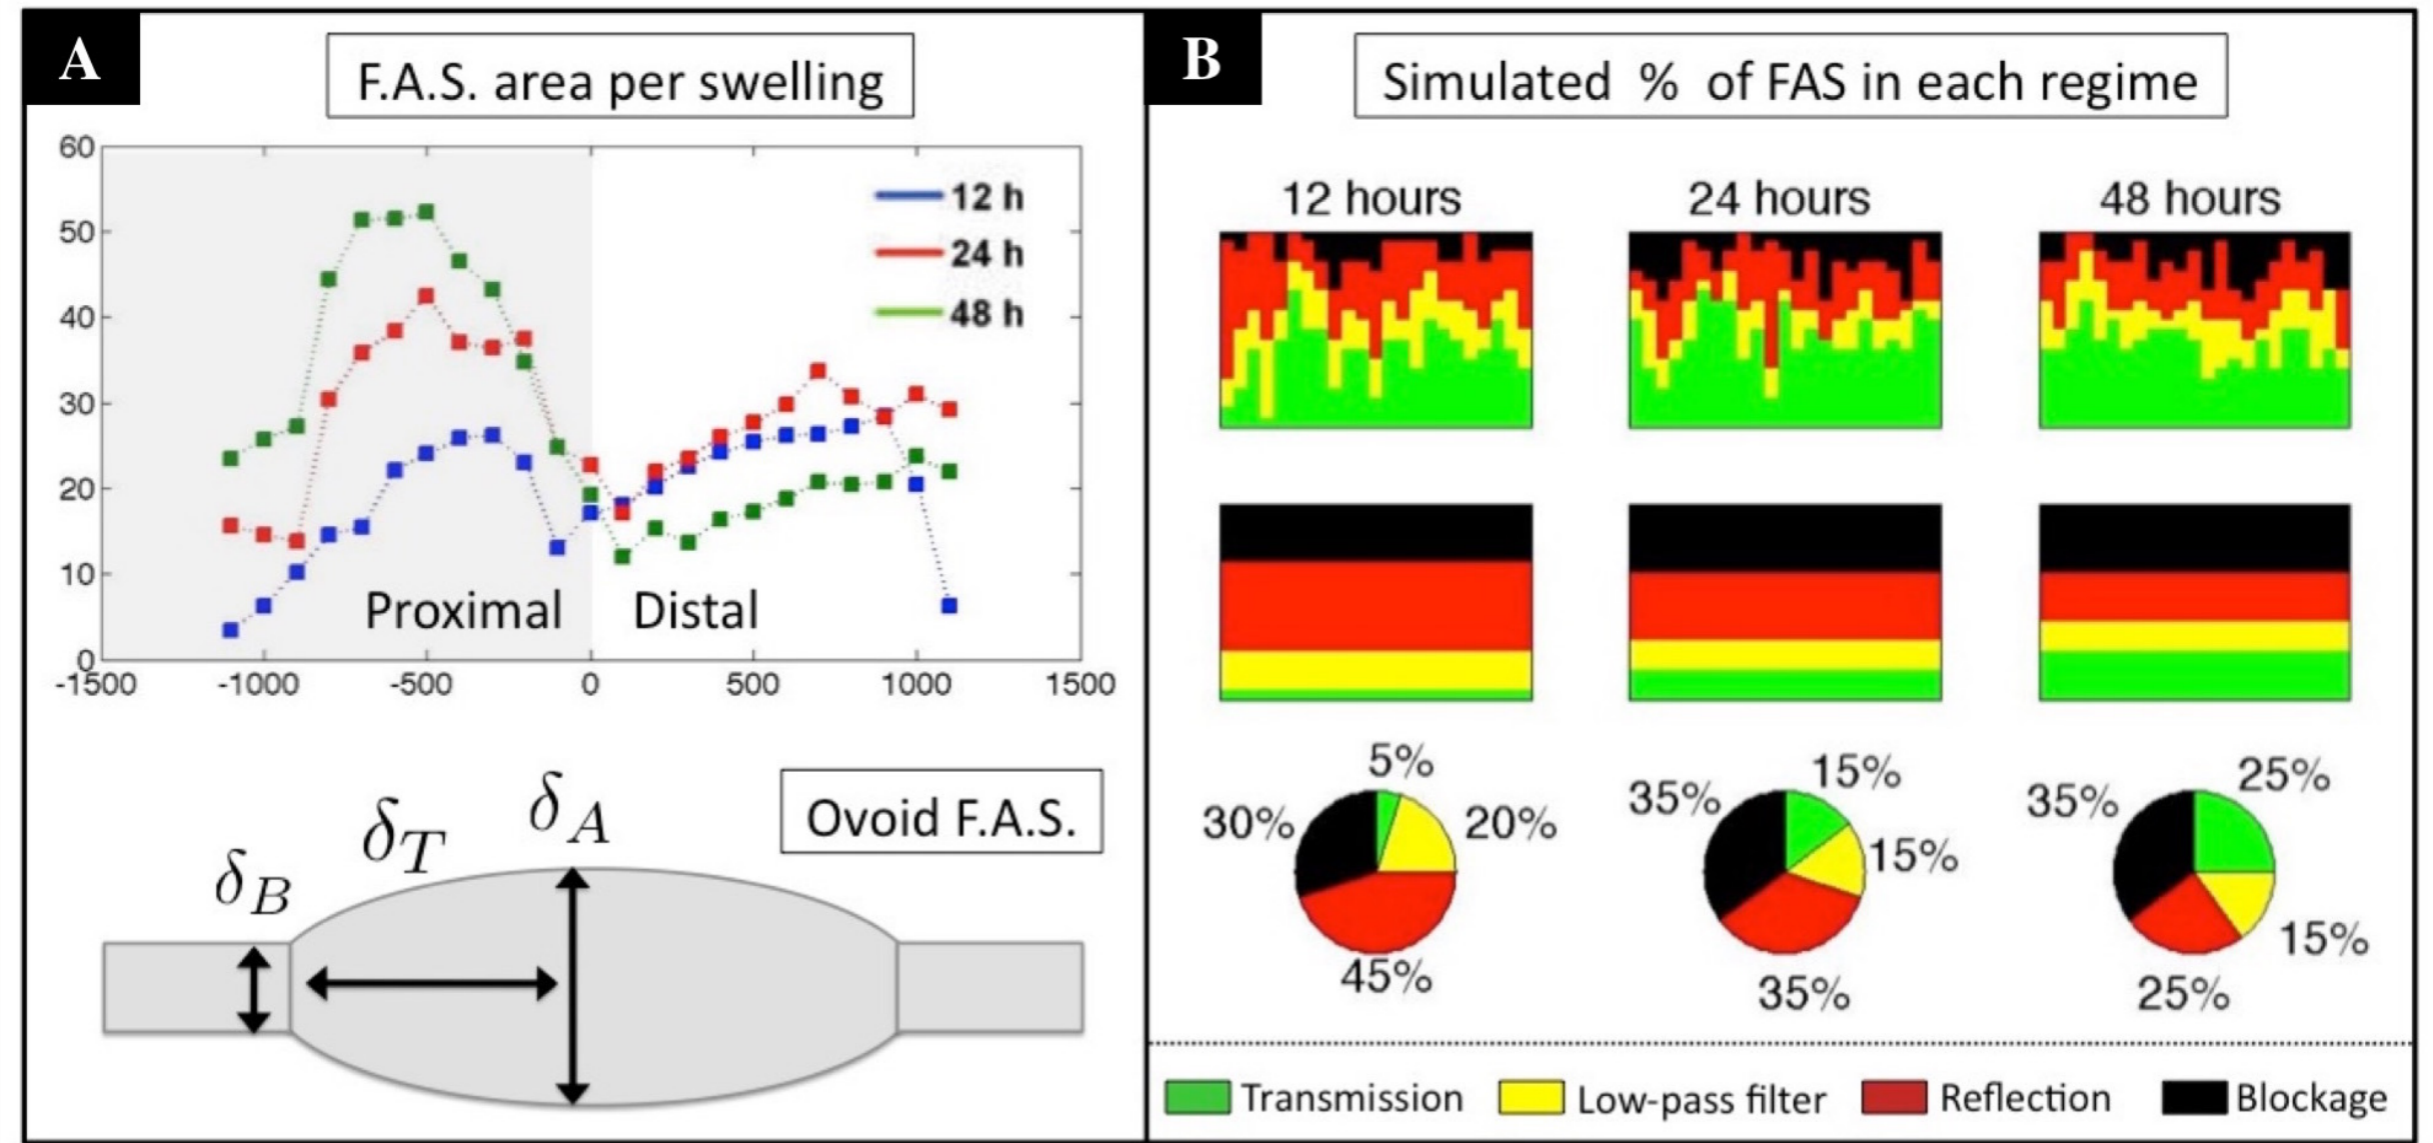 A
F.A.S. area per swelling
60
50
40
30
20
10
0
-1500 -1000 -500 0 500 1000 1500
12 h
24 h
48 h
Proximal Distal
δB δT δA
Ovoid F.A.S.
B
Simulated % of FAS in each regime
12 hours 24 hours 48 hours
5%
30% 20%
45%
15%
35% 15%
35%
25%
35% 15%
25%
Transmission Low-pass filter Reflection Blockage